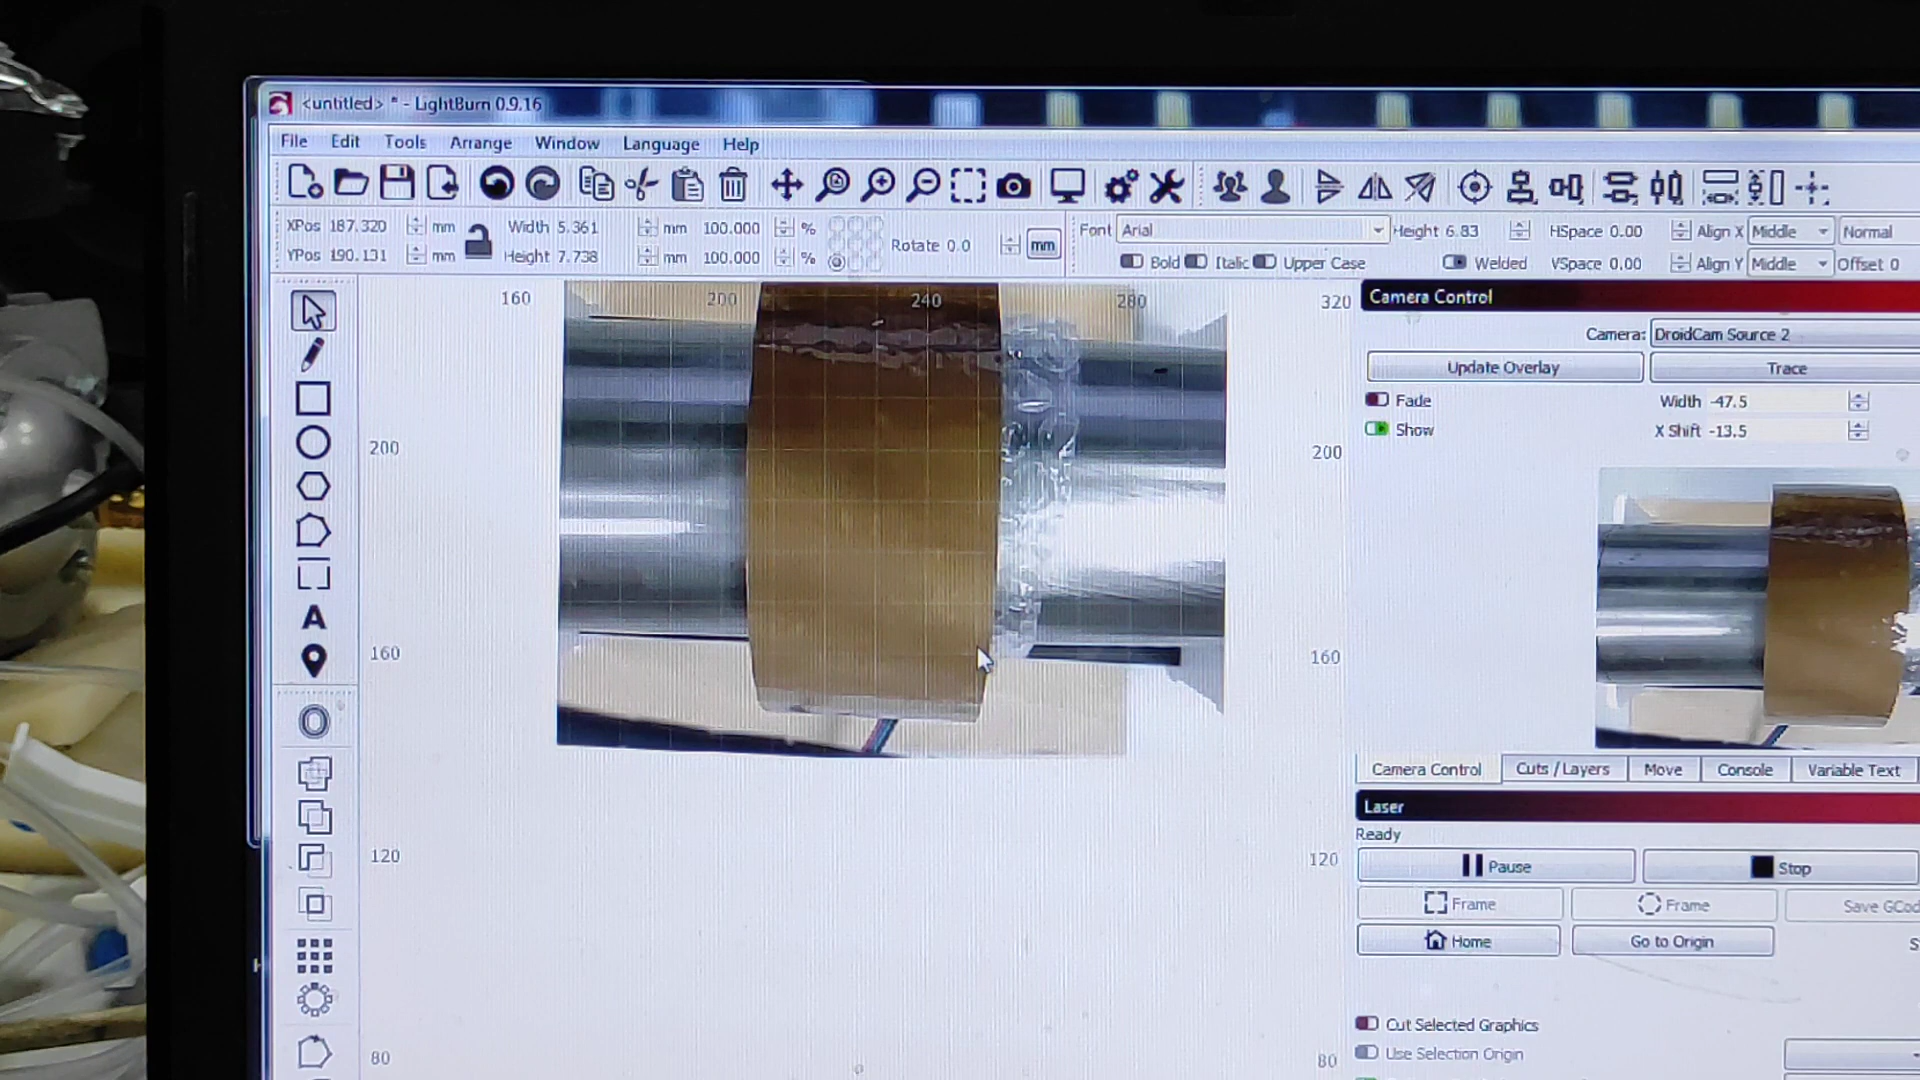 <untitled> * - LightBurn 0.9.16
File Edit Tools Arrange Window Language Help
XPos 187.320 mm Width 5.361 mm 100.000 % Font Arial Height 6.83 HSpace 0.00 Align X Middle Normal
YPos 190.131 mm Height 7.738 mm 100.000 % Rotate 0.0 mm Bold Italic Upper Case Welded VSpace 0.00 Align Y Middle Offset 0
160 200 240 280 320
Camera Control
Camera: DroidCam Source 2
Update Overlay Trace
Fade Width -47.5
Show X Shift -13.5
200 200
160 160
Camera Control Cuts / Layers Move Console Variable Text
Laser
Ready
120 120
Pause Stop
Frame Frame Save GCod
Home Go to Origin S
Cut Selected Graphics
Use Selection Origin
80 80
A